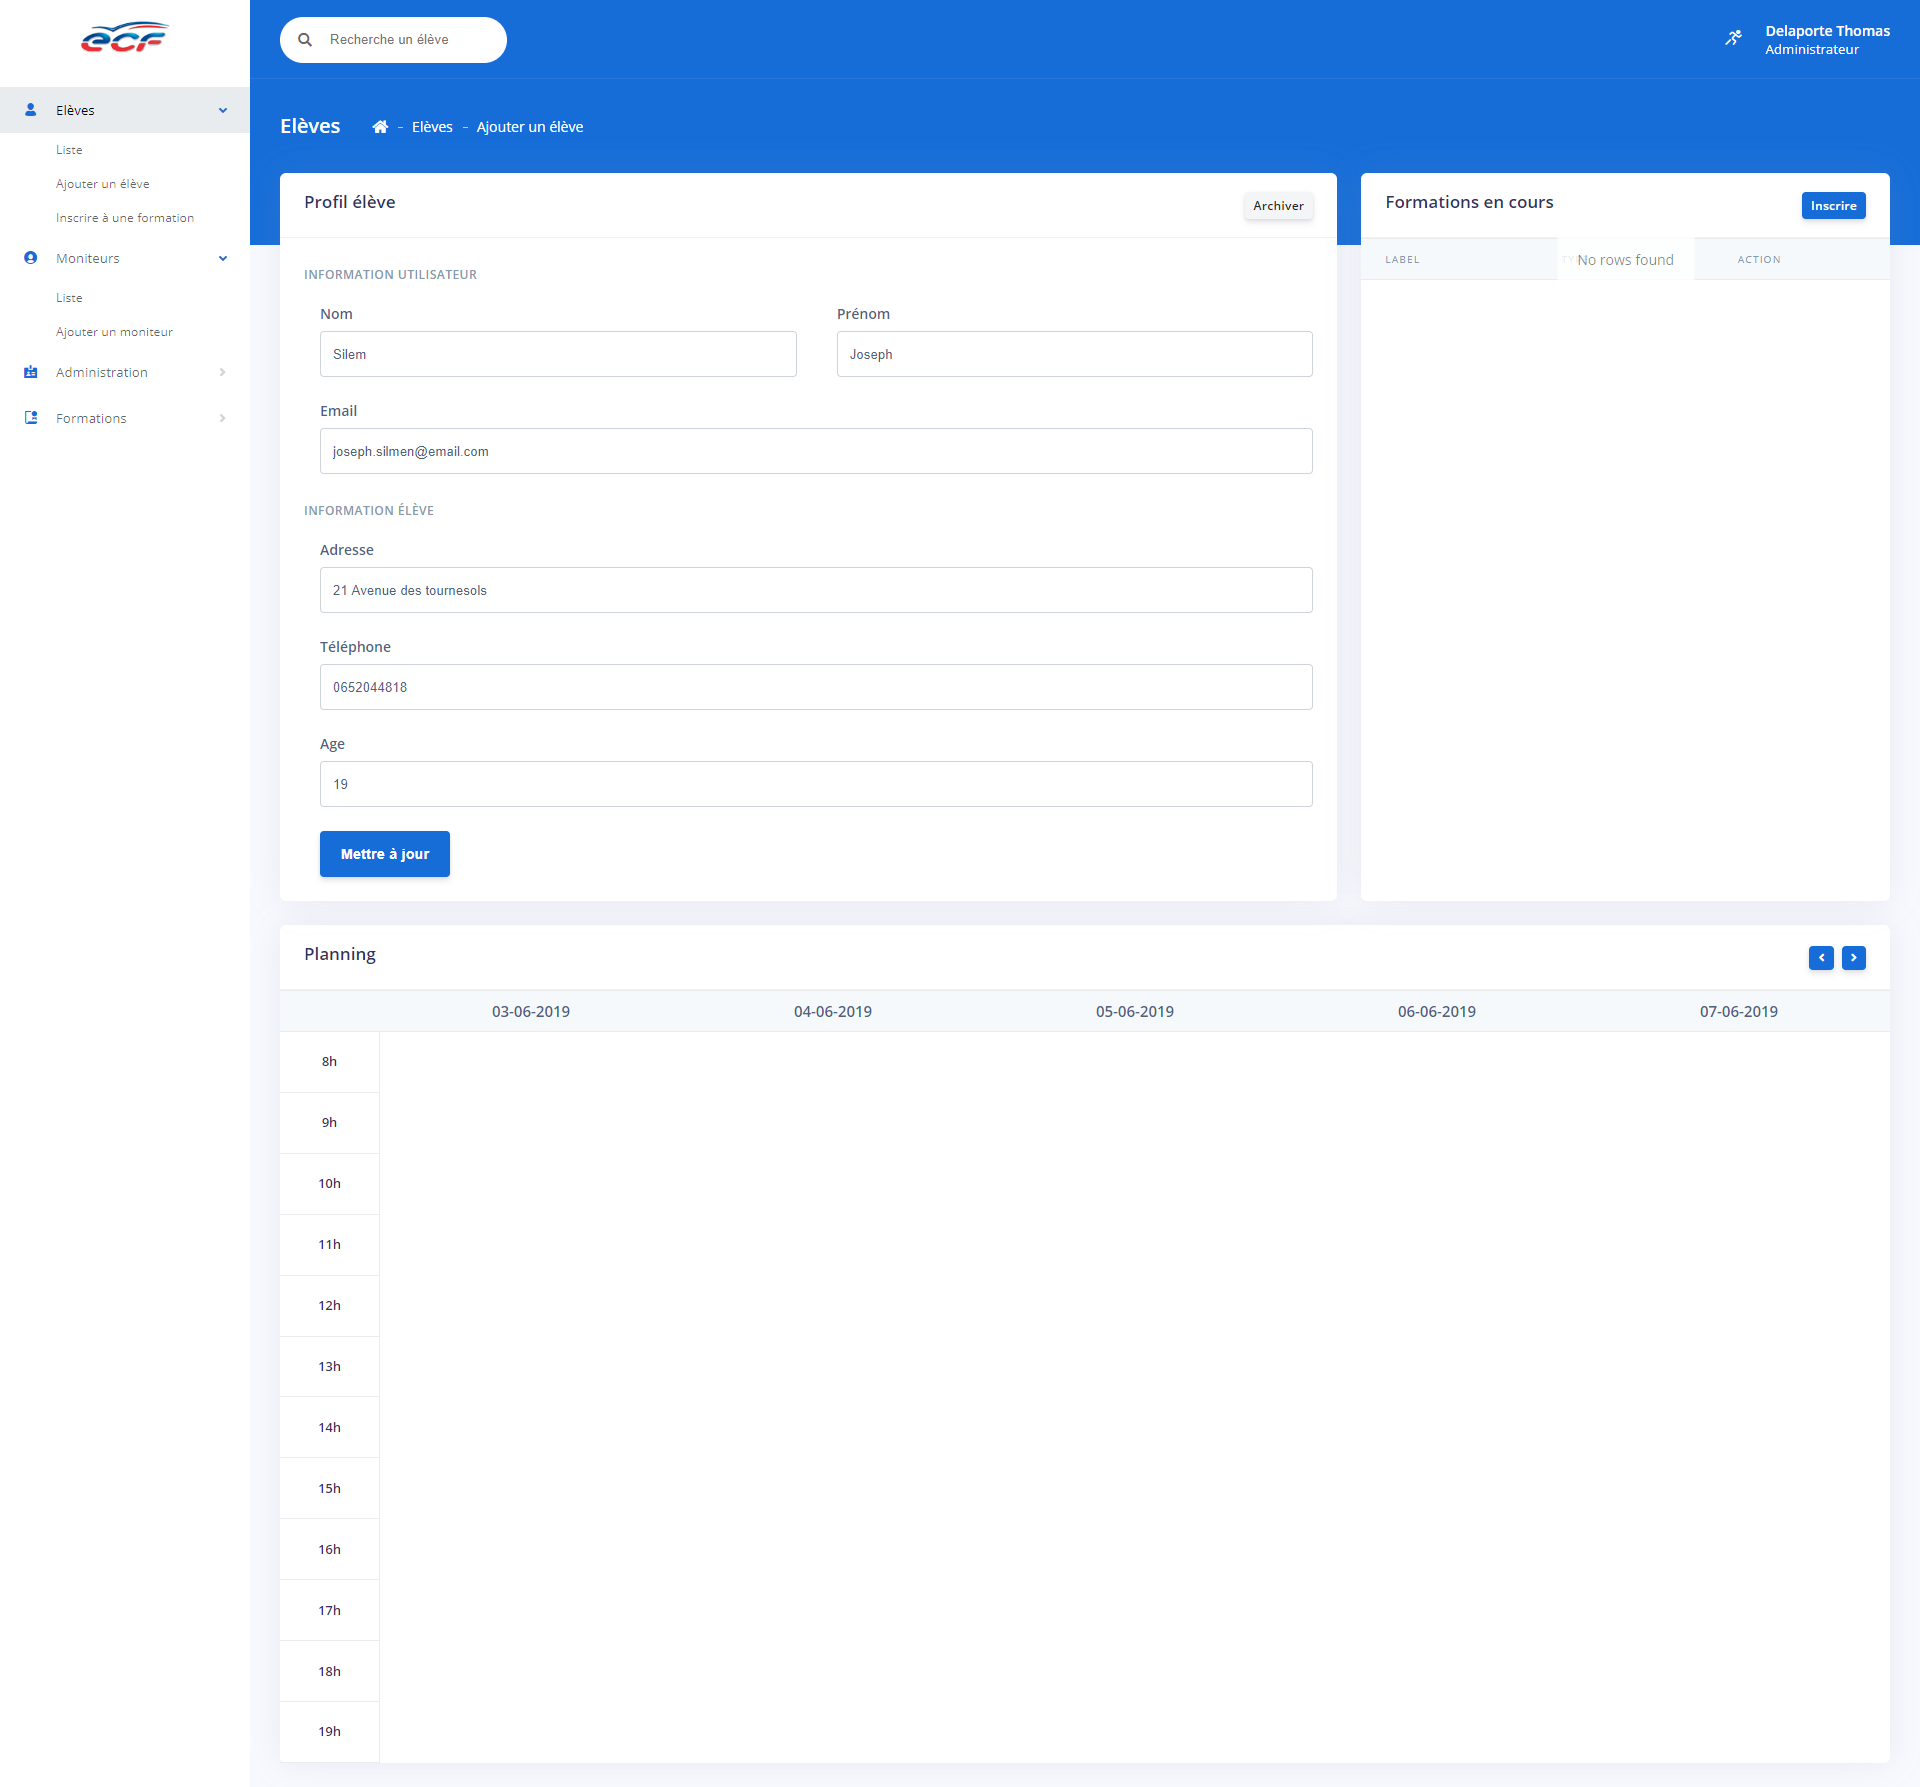 ecf
Recherche un élève
Delaporte Thomas
Administrateur
Elèves
Liste
Ajouter un élève
Inscrire à une formation
Moniteurs
Liste
Ajouter un moniteur
Administration
Formations
Elèves
- Elèves - Ajouter un élève
Profil élève
Archiver
INFORMATION UTILISATEUR
Nom
Prénom
Silem
Joseph
Email
joseph.silmen@email.com
INFORMATION ÉLÈVE
Adresse
21 Avenue des tournesols
Téléphone
0652044818
Age
19
Mettre à jour
Formations en cours
Inscrire
LABEL
No rows found
ACTION
Planning
03-06-2019 04-06-2019 05-06-2019 06-06-2019 07-06-2019
8h
9h
10h
11h
12h
13h
14h
15h
16h
17h
18h
19h